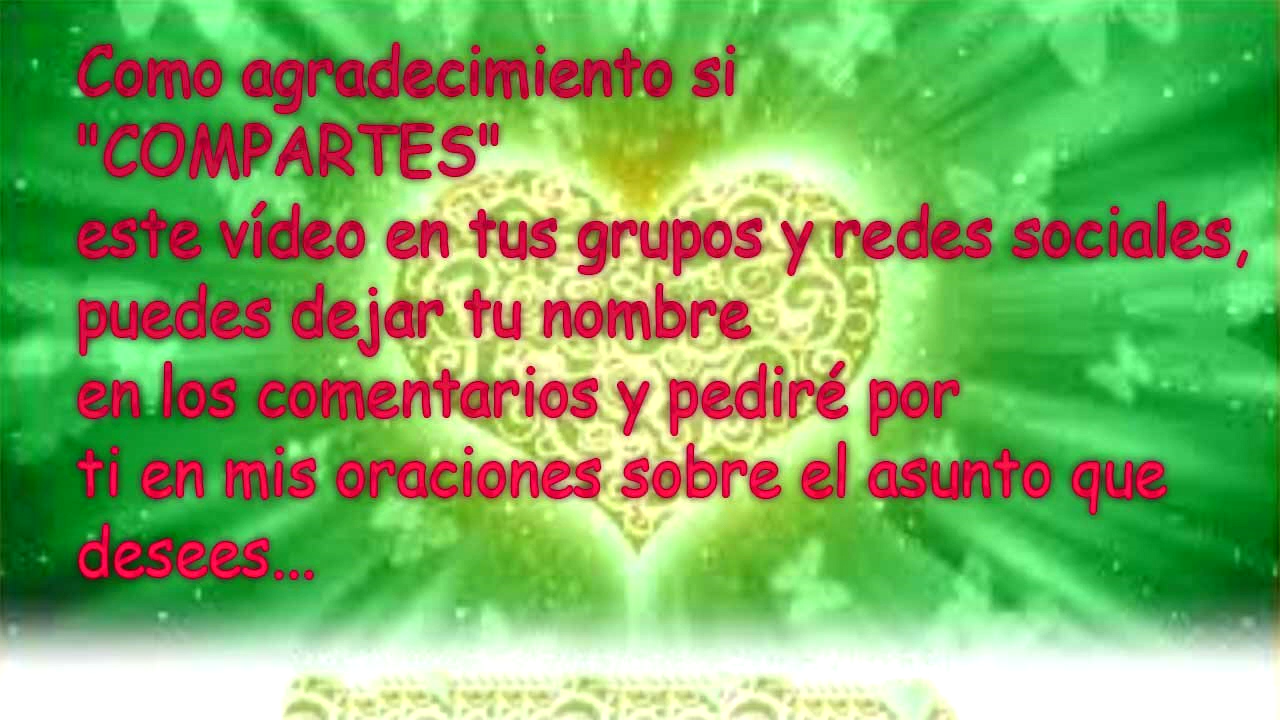 Como agradecimiento si
"COMPARTES"
este vídeo en tus grupos y redes sociales,
puedes dejar tu nombre
en los comentarios y pediré por
ti en mis oraciones sobre el asunto que
desees...